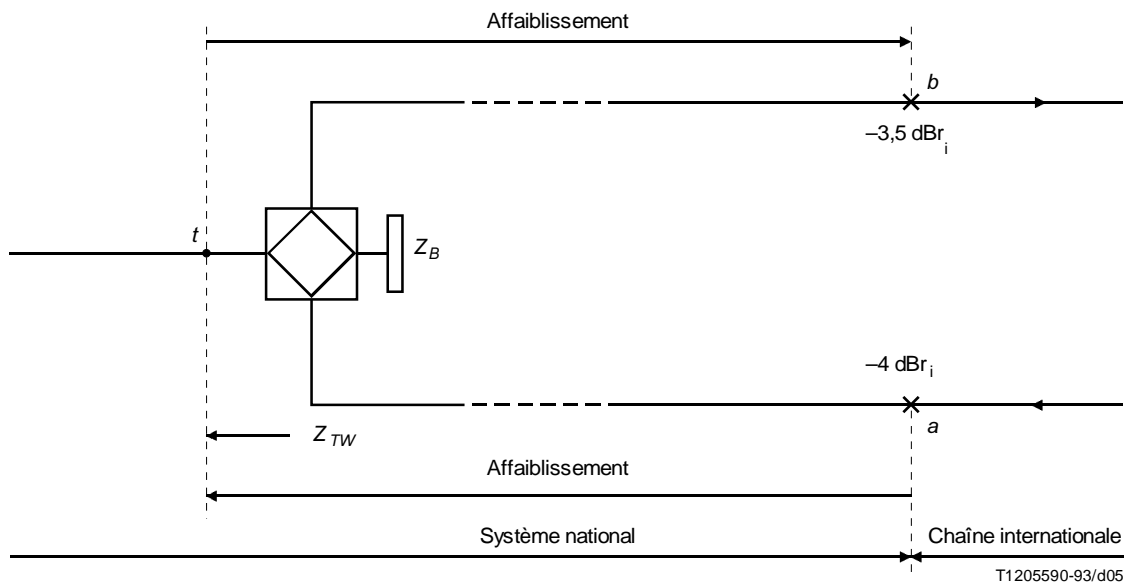 Affaiblissement
b
–3,5 dBr i
t
Z B
–4 dBr i
a
Z TW
Affaiblissement
Système national
Chaîne internationale
T1205590-93/d05